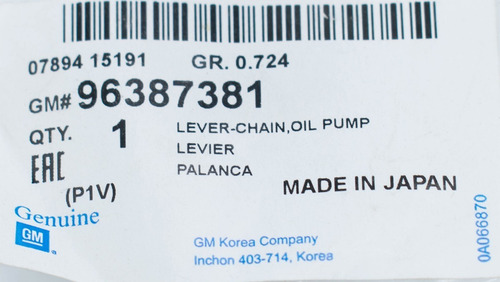 07894 15191 GR. 0.724
GM# 96387381
QTY. 1 LEVER-CHAIN,OIL PUMP
LEVIER
PALANCA
EAC
(P1V) MADE IN JAPAN
Genuine
GM
GM Korea Company
Inchon 403-714, Korea
0A066870